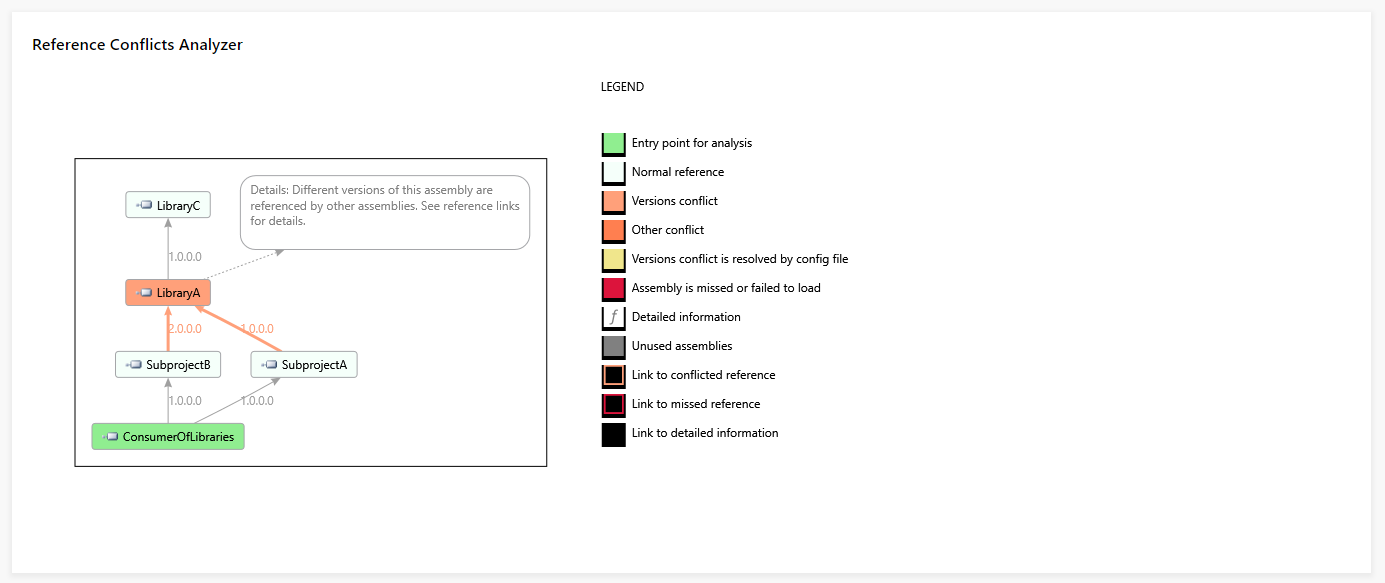 Reference Conflicts Analyzer
LEGEND
Entry point for analysis
Normal reference
Versions conflict
Other conflict
Versions conflict is resolved by config file
Assembly is missed or failed to load
Detailed information
Unused assemblies
Link to conflicted reference
Link to missed reference
Link to detailed information
Details: Different versions of this assembly are
referenced by other assemblies. See reference links
for details.
LibraryC
1.0.0.0
LibraryA
2.0.0.0
1.0.0.0
SubprojectB
SubprojectA
1.0.0.0
1.0.0.0
ConsumerOfLibraries